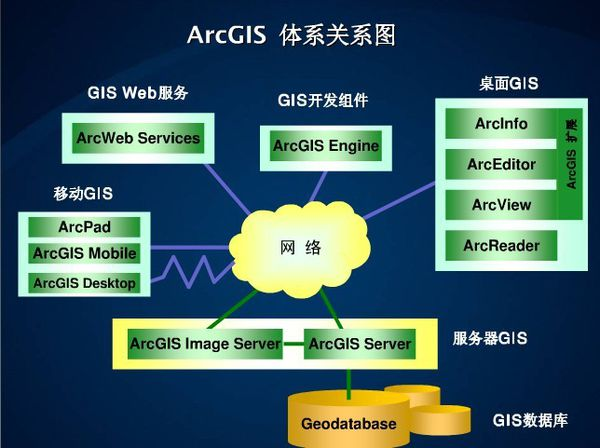 ArcGIS 体系关系图
GIS Web服务
ArcWeb Services
GIS开发组件
ArcGIS Engine
桌面GIS
ArcInfo
ArcEditor
ArcView
ArcReader
ArcGIS 扩展
移动GIS
ArcPad
ArcGIS Mobile
ArcGIS Desktop
网 络
ArcGIS Image Server
ArcGIS Server
服务器GIS
Geodatabase
GIS数据库